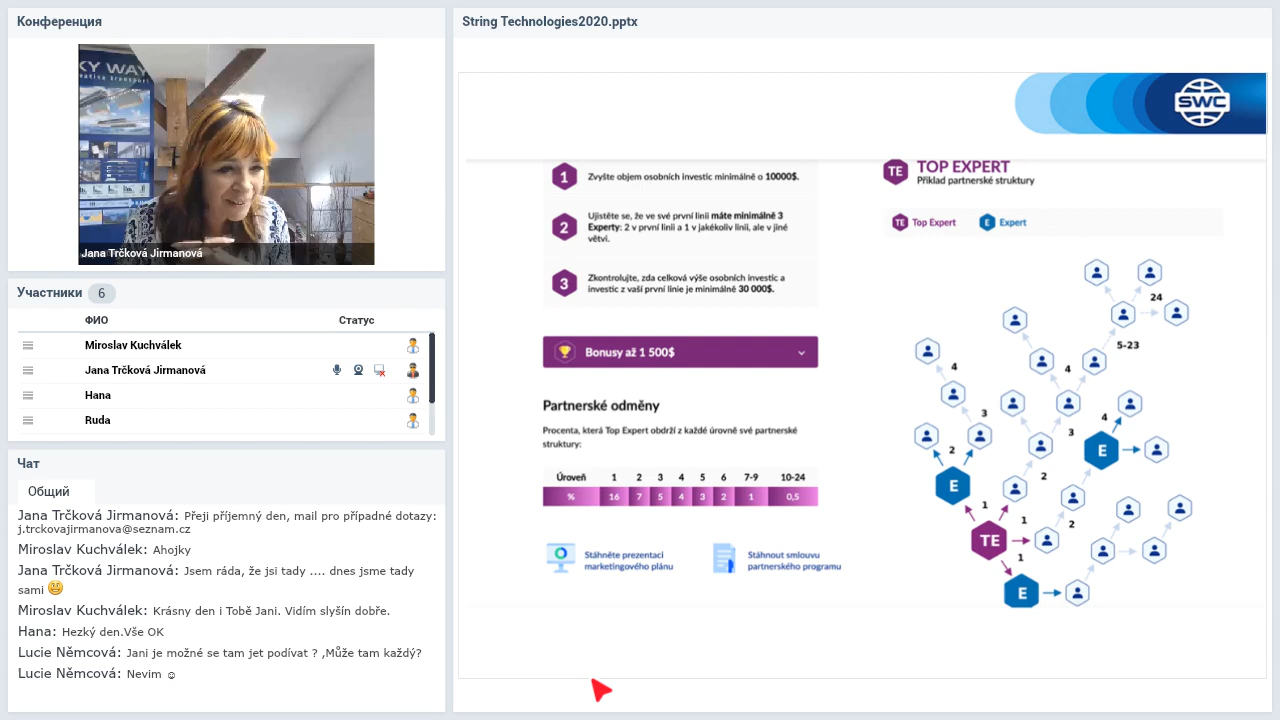 Конференция
KY WAY
Jana Trčková Jirmanová
Участники 6
ФИО Статус
Miroslav Kuchválek
Jana Trčková Jirmanová
Hana
Ruda
Чат
Общий
Jana Trčková Jirmanová: Přeji příjemný den, mail pro případné dotazy:
j.trckovajirmanova@seznam.cz
Miroslav Kuchválek: Ahojky
Jana Trčková Jirmanová: Jsem ráda, že jsi tady .... dnes jsme tady
sami
Miroslav Kuchválek: Krásny den i Tobě Jani. Vidím slyšín dobře.
Hana: Hezký den.Vše OK
Lucie Němcová: Jani je možné se tam jet podívat ? ,Může tam každý?
Lucie Němcová: Nevim ☺
String Technologies2020.pptx
SWC
1 Zvyšte objem osobních investic minimálně o 10000$.
2 Ujistěte se, že ve své první linii máte minimálně 3
Experty: 2 v první linii a 1 v jakékoliv linii, ale v jiné
větvi.
3 Zkontrolujte, zda celková výše osobních investic a
investic z vaší první linie je minimálně 30 000$.
Bonusy až 1 500$
Partnerské odměny
Procenta, která Top Expert obdrží z každé úrovně své partnerské
struktury:
Úroveň 1 2 3 4 5 6 7-9 10-24
% 16 7 5 4 3 2 1 0,5
Stáhněte prezentaci
marketingového plánu
Stáhnout smlouvu
partnerského programu
TE TOP EXPERT
Příklad partnerské struktury
TE Top Expert E Expert
24
5-23
4
4
3
4
3
2
E
E
2
1
1
2
TE
1
E